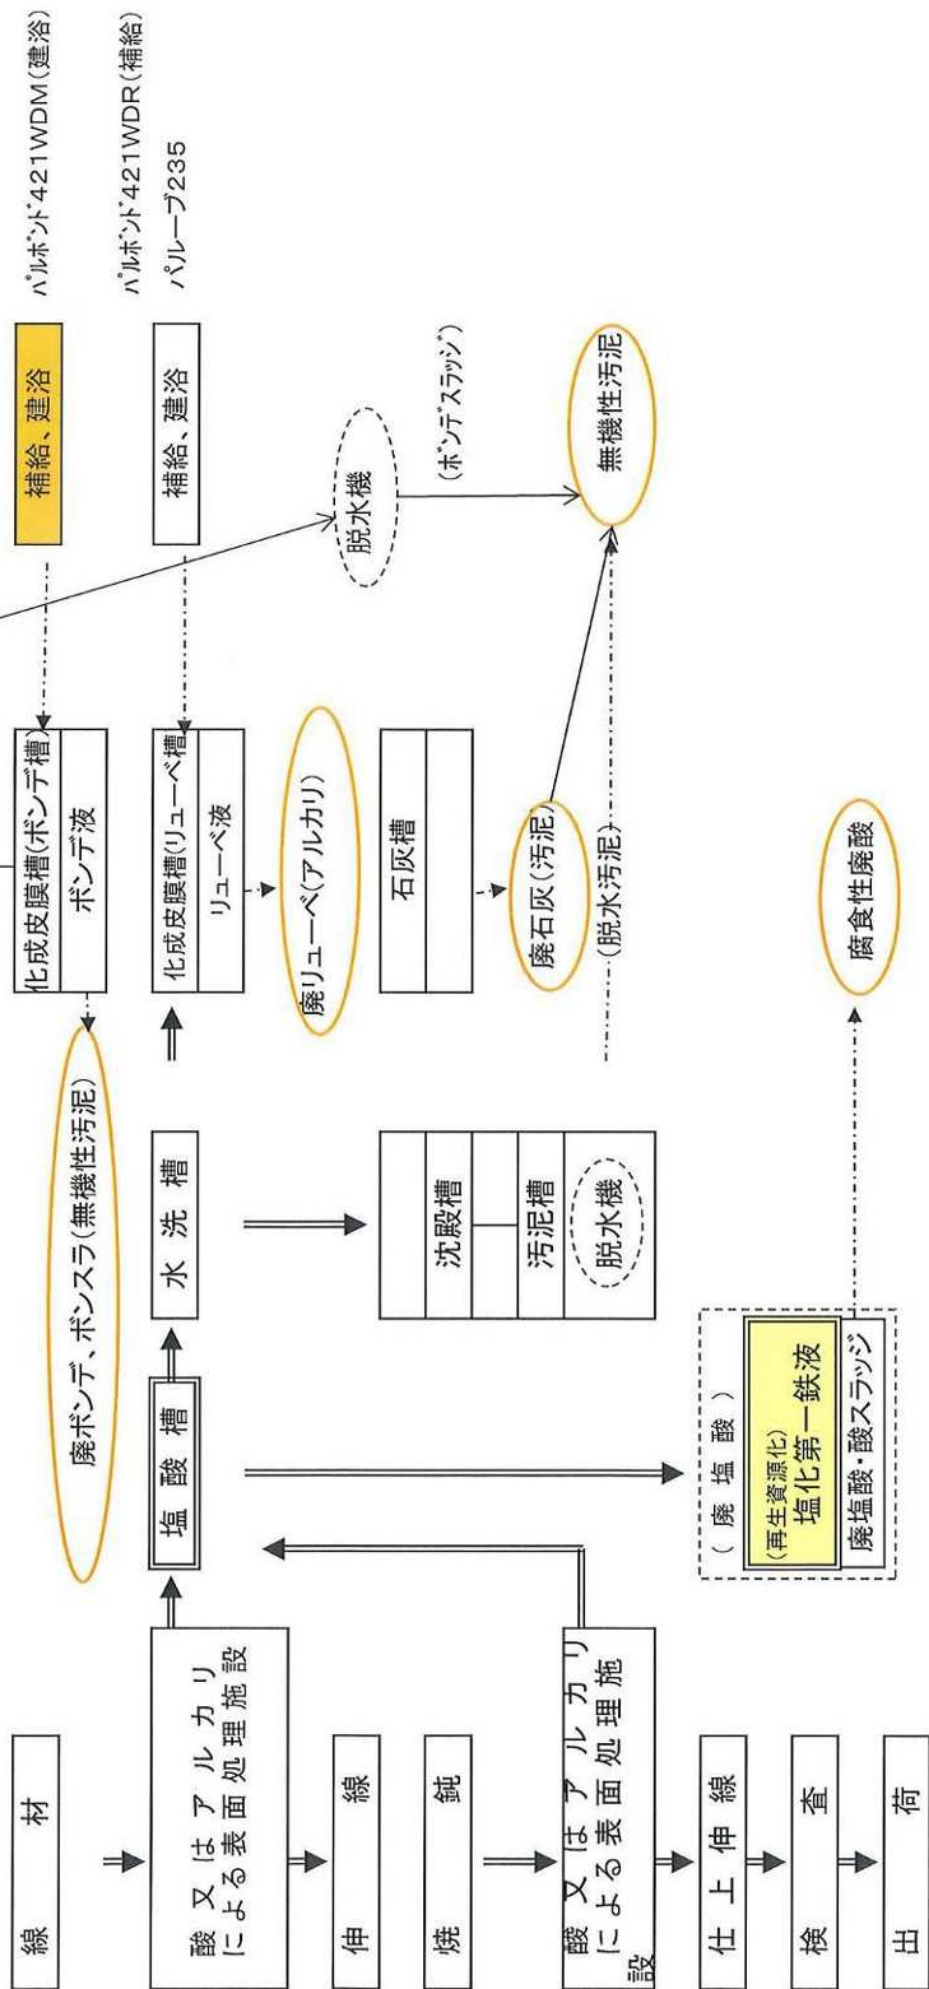 線材
酸又はアルカリ
による表面処理施設
伸線
焼鈍
酸又はアルカリ
による表面処理施
設
仕上伸線
検査
出荷
廃ボンデ、ボンスラ(無機性汚泥)
塩酸槽
水洗槽
沈殿槽
汚泥槽
脱水機
(廃塩酸)
(再生資源化)
塩化第一鉄液
廃塩酸・酸スラッジ
化成皮膜槽(ボンデ槽)
ボンデ液
化成皮膜槽(リューベ槽
リューベ液
廃リューベ(アルカリ)
石灰槽
廃石灰(汚泥)
(脱水汚泥)
腐食性廃酸
補給、建浴
補給、建浴
脱水機
(ボンデスラッジ)
無機性汚泥
パルボンド421WDM(建浴)
パルボンド421WDR(補給)
パルーブ235